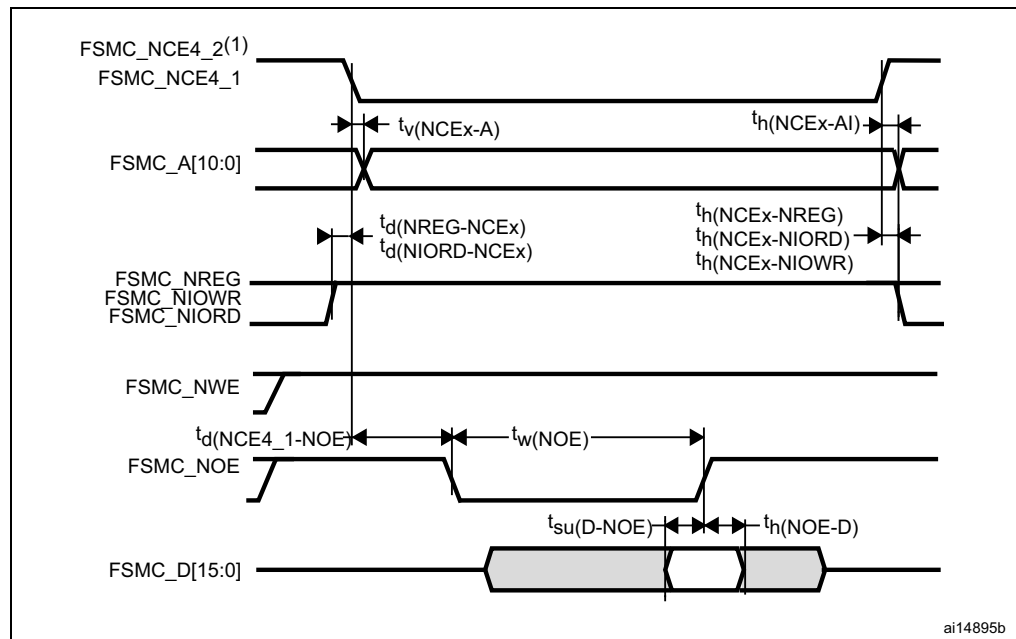 FSMC_NCE4_2(1)
FSMC_NCE4_1
tv(NCEx-A)
th(NCEx-AI)
FSMC_A[10:0]
td(NREG-NCEx)
td(NIORD-NCEx)
th(NCEx-NREG)
th(NCEx-NIORD)
th(NCEx-NIOWR)
FSMC_NREG
FSMC_NIOWR
FSMC_NIORD
FSMC_NWE
td(NCE4_1-NOE)
tw(NOE)
FSMC_NOE
tsu(D-NOE)
th(NOE-D)
FSMC_D[15:0]
ai14895b